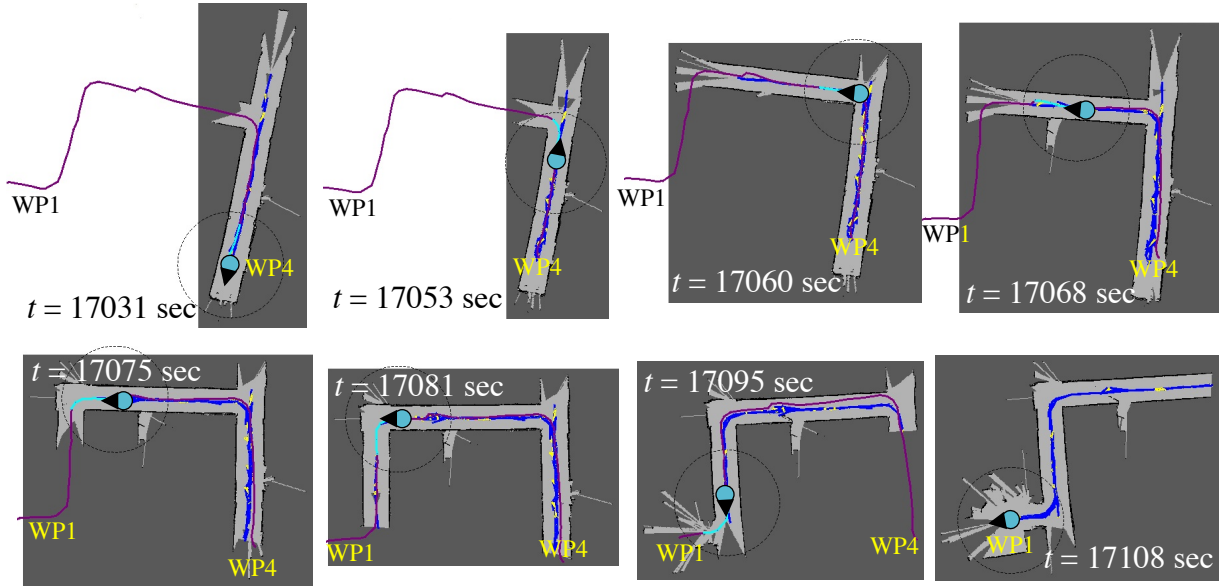 WP1
WP4
t = 17031 sec
WP1
WP4
t = 17053 sec
WP1
WP4
t = 17060 sec
WP1
WP4
t = 17068 sec
t = 17075 sec
WP1
WP4
t = 17081 sec
WP1
WP4
t = 17095 sec
WP1
WP4
WP1
t = 17108 sec